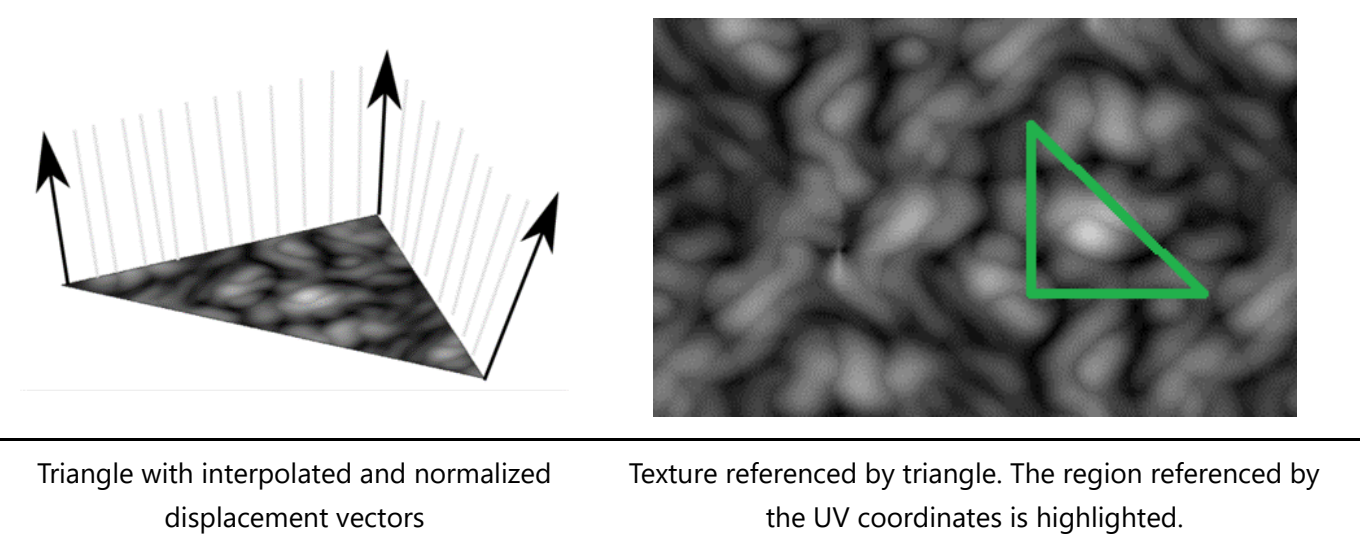 Triangle with interpolated and normalized
displacement vectors
Texture referenced by triangle. The region referenced by
the UV coordinates is highlighted.